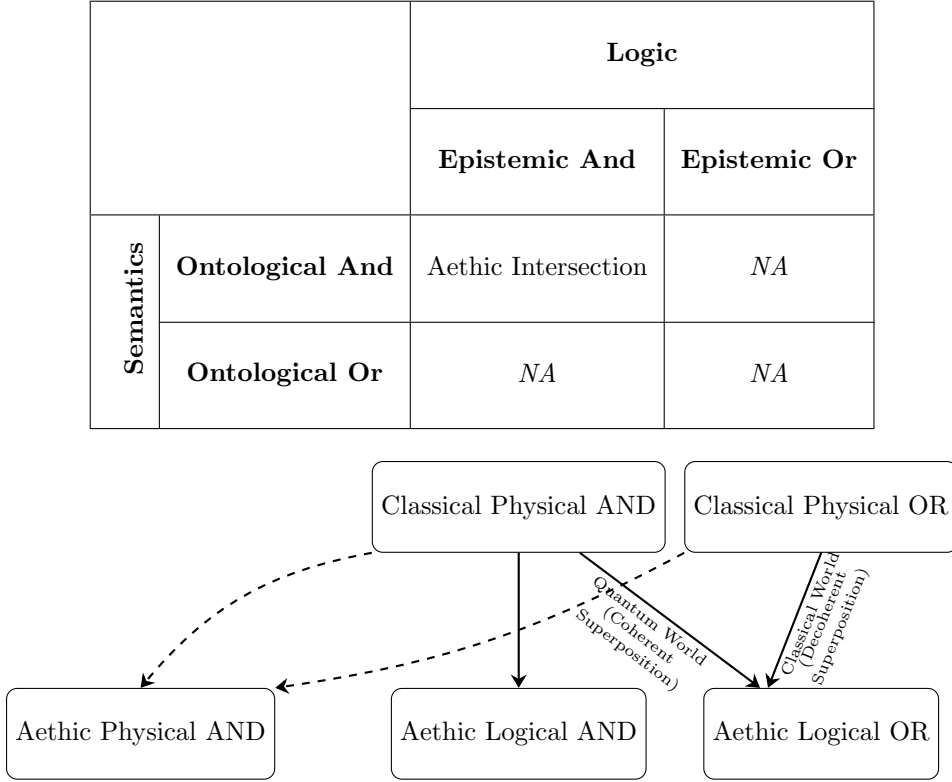 Logic
Epistemic And Epistemic Or
Semantics
Ontological And Aethic Intersection NA
Ontological Or NA NA
Classical Physical AND Classical Physical OR
Quantum World
(Coherent
Superposition)
Classical World
(Decoherent
Superposition)
Aethic Physical AND Aethic Logical AND Aethic Logical OR